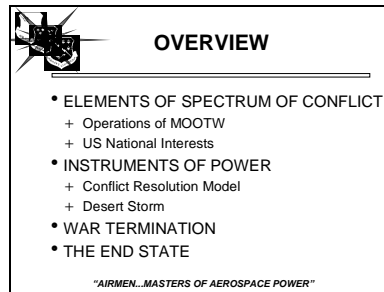 OVERVIEW
• ELEMENTS OF SPECTRUM OF CONFLICT
+ Operations of MOOTW
+ US National Interests
• INSTRUMENTS OF POWER
+ Conflict Resolution Model
+ Desert Storm
• WAR TERMINATION
• THE END STATE
"AIRMEN...MASTERS OF AEROSPACE POWER"